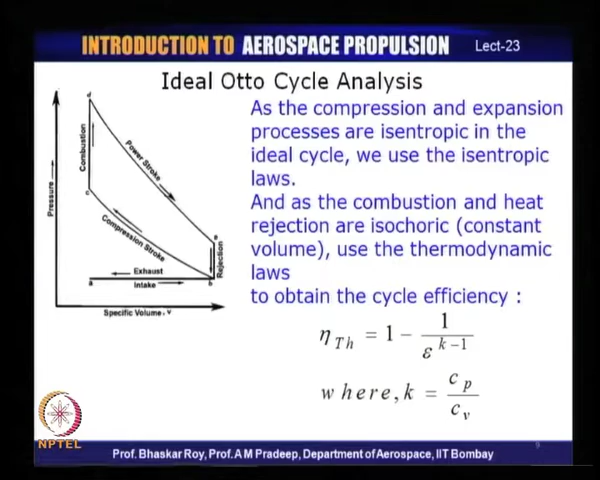 INTRODUCTION TO AEROSPACE PROPULSION Lect-23
Ideal Otto Cycle Analysis
d
Combustion
Power Stroke
Pressure
c
Compression Stroke
e
Rejection
Exhaust
Intake
a
b
Specific Volume, v
As the compression and expansion
processes are isentropic in the
ideal cycle, we use the isentropic
laws.
And as the combustion and heat
rejection are isochoric (constant
volume), use the thermodynamic
laws
to obtain the cycle efficiency :
η_Th = 1 − 1 / ε^(k−1)
where, k = c_p / c_v
NPTEL
Prof. Bhaskar Roy, Prof. A M Pradeep, Department of Aerospace, IIT Bombay
9